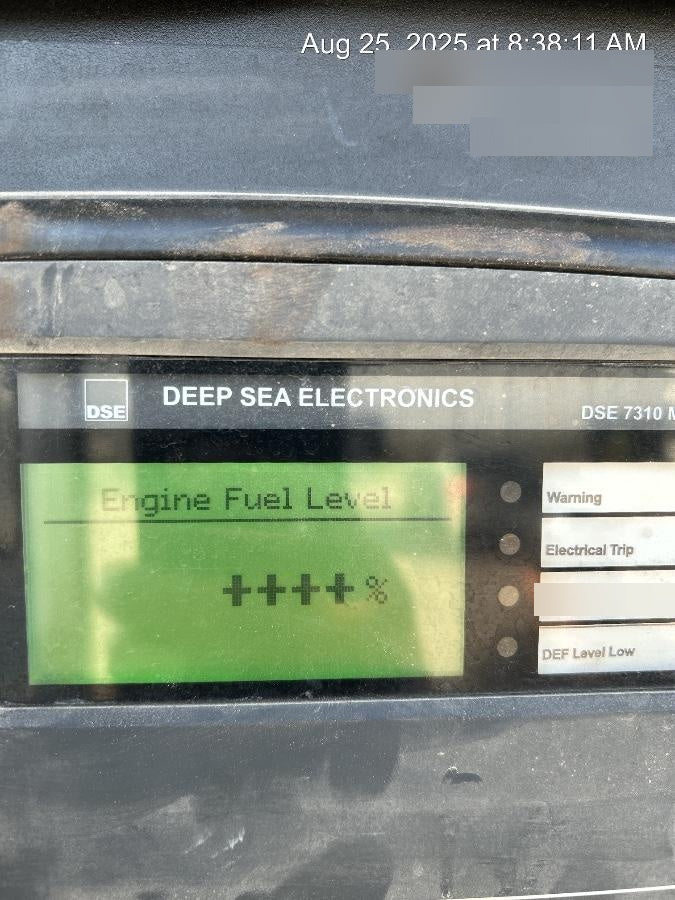 Aug 25, 2025 at 8:38:11 AM
DSE
DEEP SEA ELECTRONICS
DSE 7310
Engine Fuel Level
++++%
Warning
Electrical Trip
DEF Level Low